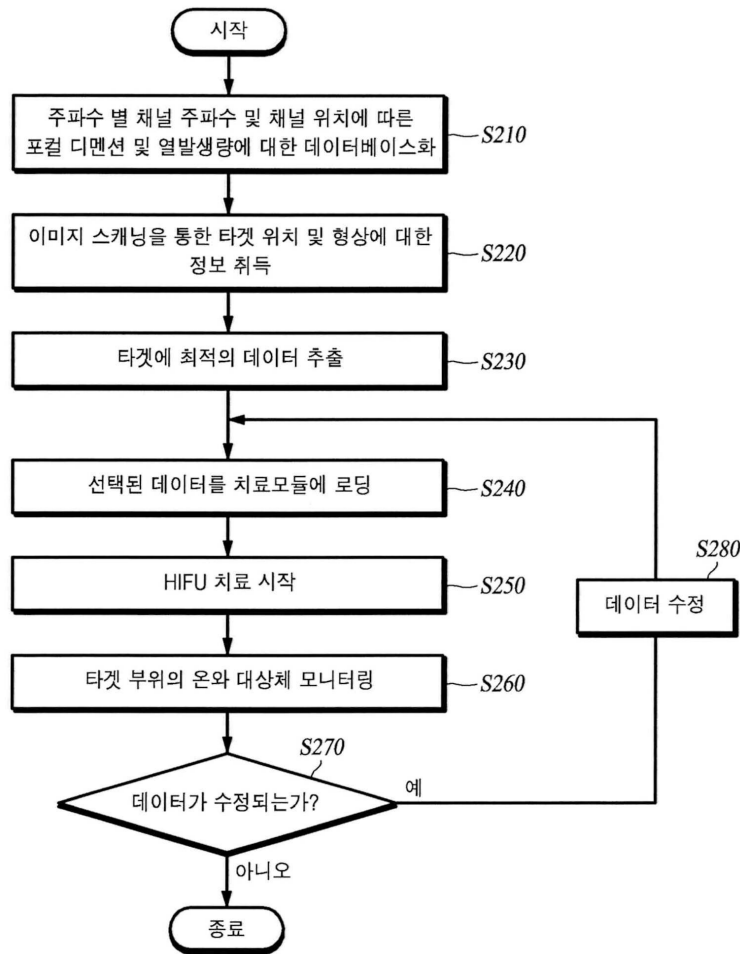 시작
주파수 별 채널 주파수 및 채널 위치에 따른
포컬 디멘션 및 열발생량에 대한 데이터베이스화
S210
이미지 스캐닝을 통한 타겟 위치 및 형상에 대한
정보 취득
S220
타겟에 최적의 데이터 추출
S230
선택된 데이터를 치료모듈에 로딩
S240
HIFU 치료 시작
S250
타겟 부위의 온와 대상체 모니터링
S260
S270
데이터가 수정되는가?
예
S280
데이터 수정
아니오
종료